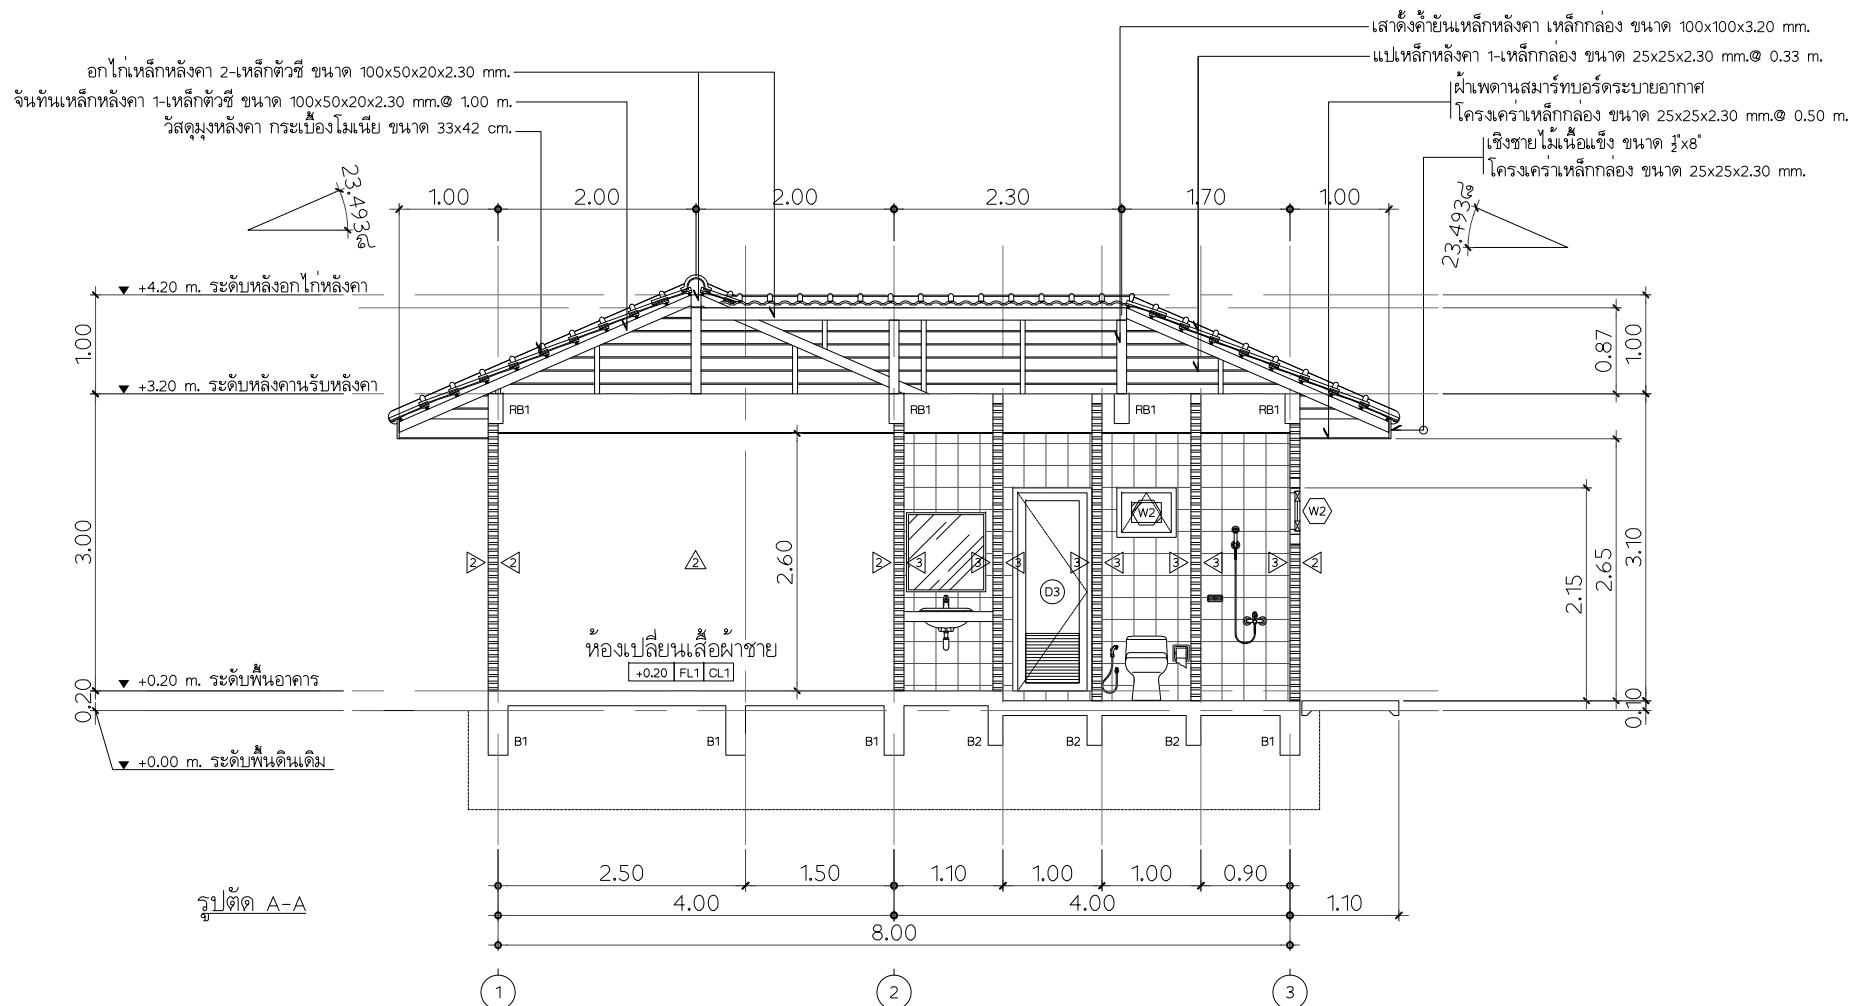 เสาดั้งค้ำยันเหล็กหลังคา เหล็กกล่อง ขนาด 100x100x3.20 mm.
แปเหล็กหลังคา 1-เหล็กกล่อง ขนาด 25x25x2.30 mm.@ 0.33 m.
อกไก่เหล็กหลังคา 2-เหล็กตัวซี ขนาด 100x50x20x2.30 mm.
จันทันเหล็กหลังคา 1-เหล็กตัวซี ขนาด 100x50x20x2.30 mm.@ 1.00 m.
วัสดุมุงหลังคา กระเบื้องโมเนีย ขนาด 33x42 cm.
ฝ้าเพดานสมาร์ทบอร์ดระบายอากาศ
โครงเคร่าเหล็กกล่อง ขนาด 25x25x2.30 mm.@ 0.50 m.
เชิงชายไม้เนื้อแข็ง ขนาด ½"x8"
โครงเคร่าเหล็กกล่อง ขนาด 25x25x2.30 mm.
23.493
1.00 2.00 2.00 2.30 1.70 1.00
23.493
+4.20 m. ระดับหลังอกไก่หลังคา
1.00
0.87
1.00
+3.20 m. ระดับหลังคานรับหลังคา
RB1 RB1 RB1 RB1
3.00
2.60
W2 W2
2 2 2 2 3 3 3 3 3 3 3 3 2
D3
2.15
2.65
3.10
ห้องเปลี่ยนเสื้อผ้าชาย
+0.20 FL1 CL1
+0.20 m. ระดับพื้นอาคาร
0.20
0.10
B1 B1 B1 B2 B2 B2 B1
+0.00 m. ระดับพื้นดินเดิม
2.50 1.50 1.10 1.00 1.00 0.90
รูปตัด A-A
4.00 4.00 1.10
8.00
1 2 3